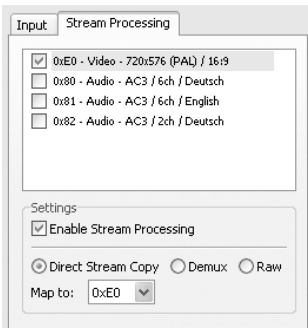 Input Stream Processing
0xE0 - Video - 720x576 (PAL) / 16:9
0x80 - Audio - AC3 / 6ch / Deutsch
0x81 - Audio - AC3 / 6ch / English
0x82 - Audio - AC3 / 2ch / Deutsch
Settings
Enable Stream Processing
Direct Stream Copy Demux Raw
Map to: 0xE0